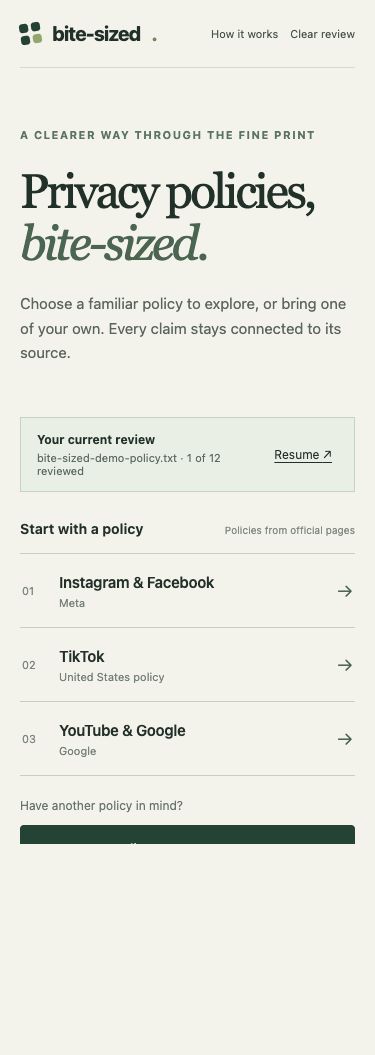 bite-sized.
How it works Clear review
A CLEARER WAY THROUGH THE FINE PRINT
Privacy policies,
bite-sized.
Choose a familiar policy to explore, or bring one
of your own. Every claim stays connected to its
source.
Your current review
bite-sized-demo-policy.txt · 1 of 12
reviewed
Resume ↗
Start with a policy
Policies from official pages
01
Instagram & Facebook
Meta
→
02
TikTok
United States policy
→
03
YouTube & Google
Google
→
Have another policy in mind?